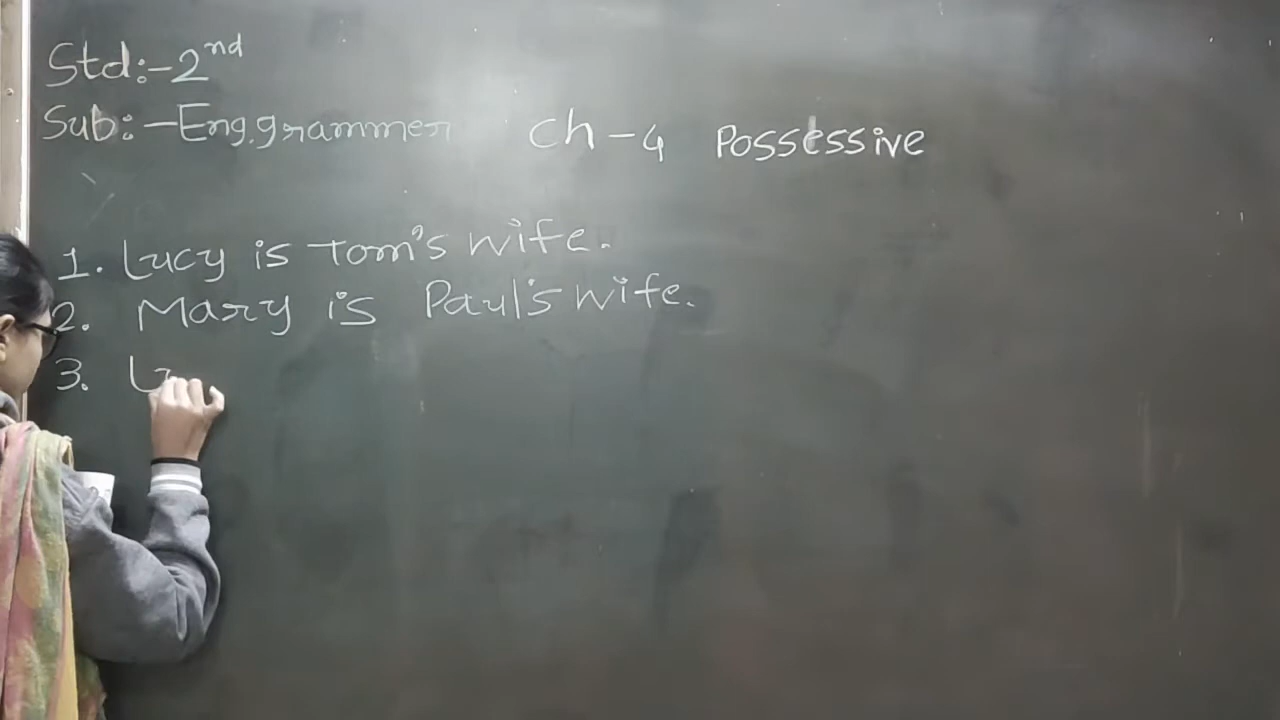 Std:-2nd
Sub:-Eng.grammer Ch-4 Possessive
1. Lucy is Tom's wife.
2. Mary is Paul's wife.
3.